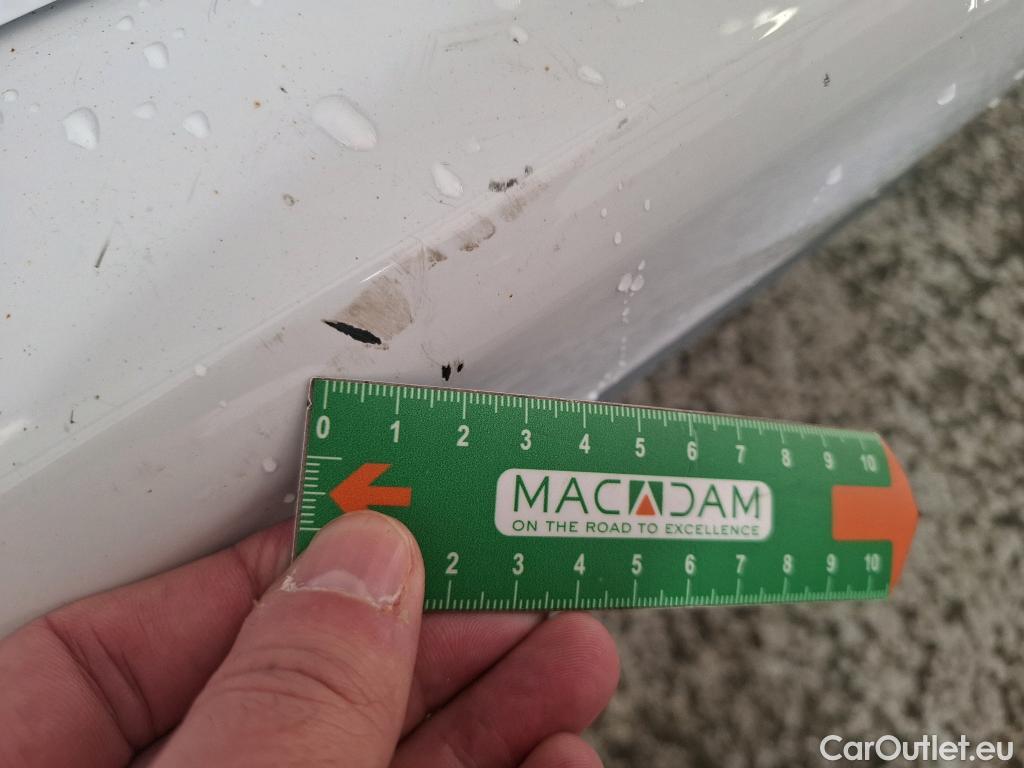 0 1 2 3 4 5 6 7 8 9 10
MACADAM
ON THE ROAD TO EXCELLENCE
2 3 4 5 6 7 8 9 10
CarOutlet.eu